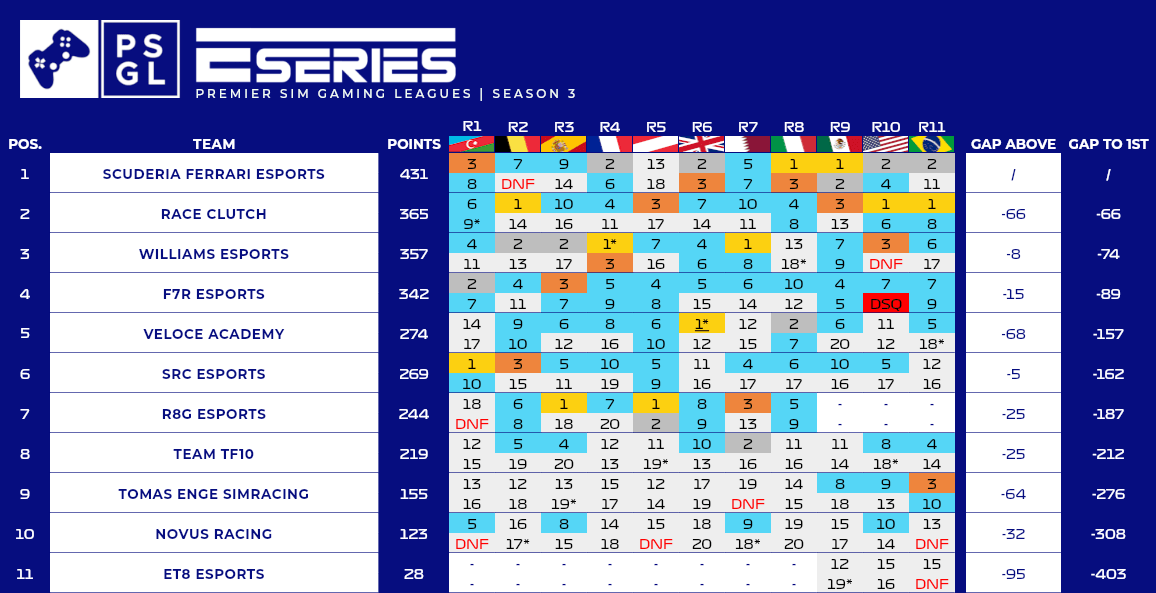 PS
GL
ESERIES
PREMIER SIM GAMING LEAGUES | SEASON 3
R1 R2 R3 R4 R5 R6 R7 R8 R9 R10 R11
POS. TEAM POINTS GAP ABOVE GAP TO 1ST
3 7 9 2 13 2 5 1 1 2 2
1 SCUDERIA FERRARI ESPORTS 431 / /
8 DNF 14 6 18 3 7 3 2 4 11
6 1 10 4 3 7 10 4 3 1 1
2 RACE CLUTCH 365 -66 -66
9* 14 16 11 17 14 11 8 13 6 8
4 2 2 1* 7 4 1 13 7 3 6
3 WILLIAMS ESPORTS 357 -8 -74
11 13 17 3 16 6 8 18* 9 DNF 17
2 4 3 5 4 5 6 10 4 7 7
4 F7R ESPORTS 342 -15 -89
7 11 7 9 8 15 14 12 5 DSQ 9
14 9 6 8 6 1* 12 2 6 11 5
5 VELOCE ACADEMY 274 -68 -157
17 10 12 16 10 12 15 7 20 12 18*
1 3 5 10 5 11 4 6 10 5 12
6 SRC ESPORTS 269 -5 -162
10 15 11 19 9 16 17 17 16 17 16
18 6 1 7 1 8 3 5 - - -
7 R8G ESPORTS 244 -25 -187
DNF 8 18 20 2 9 13 9 - - -
12 5 4 12 11 10 2 11 11 8 4
8 TEAM TF10 219 -25 -212
15 19 20 13 19* 13 16 16 14 18* 14
13 12 13 15 12 17 19 14 8 9 3
9 TOMAS ENGE SIMRACING 155 -64 -276
16 18 19* 17 14 19 DNF 15 18 13 10
5 16 8 14 15 18 9 19 15 10 13
10 NOVUS RACING 123 -32 -308
DNF 17* 15 18 DNF 20 18* 20 17 14 DNF
- - - - - - - - 12 15 15
11 ET8 ESPORTS 28 -95 -403
- - - - - - - - 19* 16 DNF